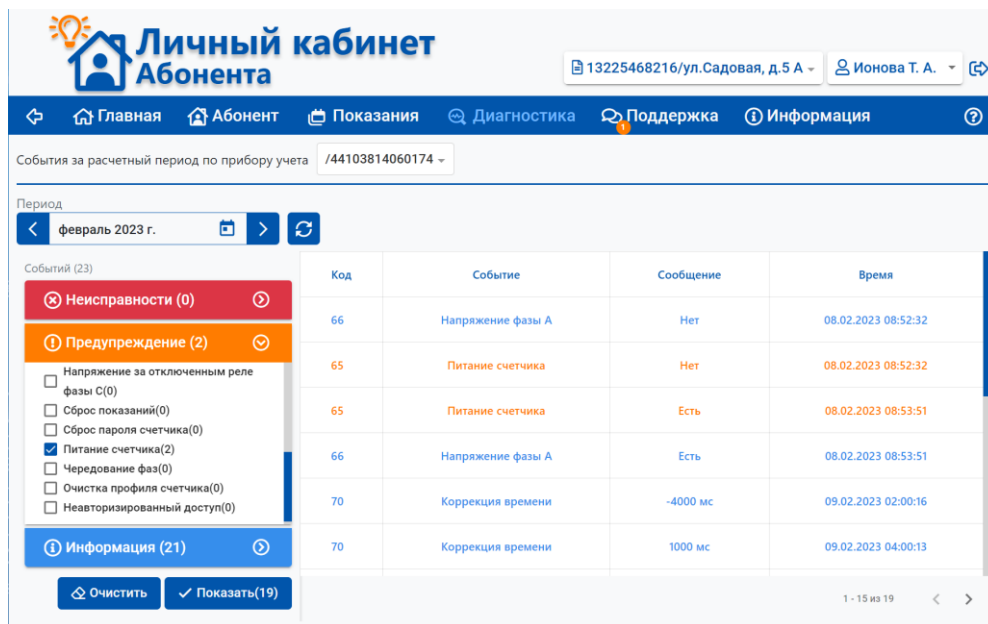 Личный кабинет
Абонента
13225468216/ул.Садовая, д.5 А
Ионова Т. А.
Главная
Абонент
Показания
Диагностика
1
Поддержка
Информация
События за расчетный период по прибору учета
/44103814060174
Период
февраль 2023 г.
Событий (23)
Неисправности (0)
Предупреждение (2)
Напряжение за отключенным реле
фазы С(0)
Сброс показаний(0)
Сброс пароля счетчика(0)
Питание счетчика(2)
Чередование фаз(0)
Очистка профиля счетчика(0)
Неавторизированный доступ(0)
Информация (21)
Очистить
Показать(19)
Код Событие Сообщение Время
66 Напряжение фазы А Нет 08.02.2023 08:52:32
65 Питание счетчика Нет 08.02.2023 08:52:32
65 Питание счетчика Есть 08.02.2023 08:53:51
66 Напряжение фазы А Есть 08.02.2023 08:53:51
70 Коррекция времени -4000 мс 09.02.2023 02:00:16
70 Коррекция времени 1000 мс 09.02.2023 04:00:13
1 - 15 из 19